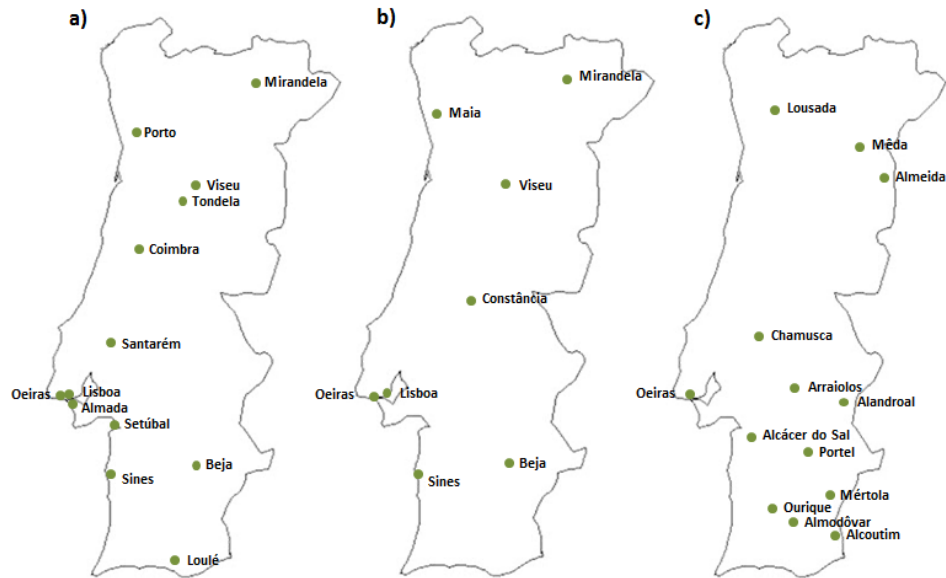 a)
Mirandela
Porto
Viseu
Tondela
Coimbra
Santarém
Oeiras
Lisboa
Almada
Setúbal
Sines
Beja
Loulé
b)
Mirandela
Maia
Viseu
Constância
Oeiras
Lisboa
Beja
Sines
c)
Lousada
Mêda
Almeida
Chamusca
Oeiras
Arraiolos
Alandroal
Alcácer do Sal
Portel
Mértola
Ourique
Almodôvar
Alcoutim